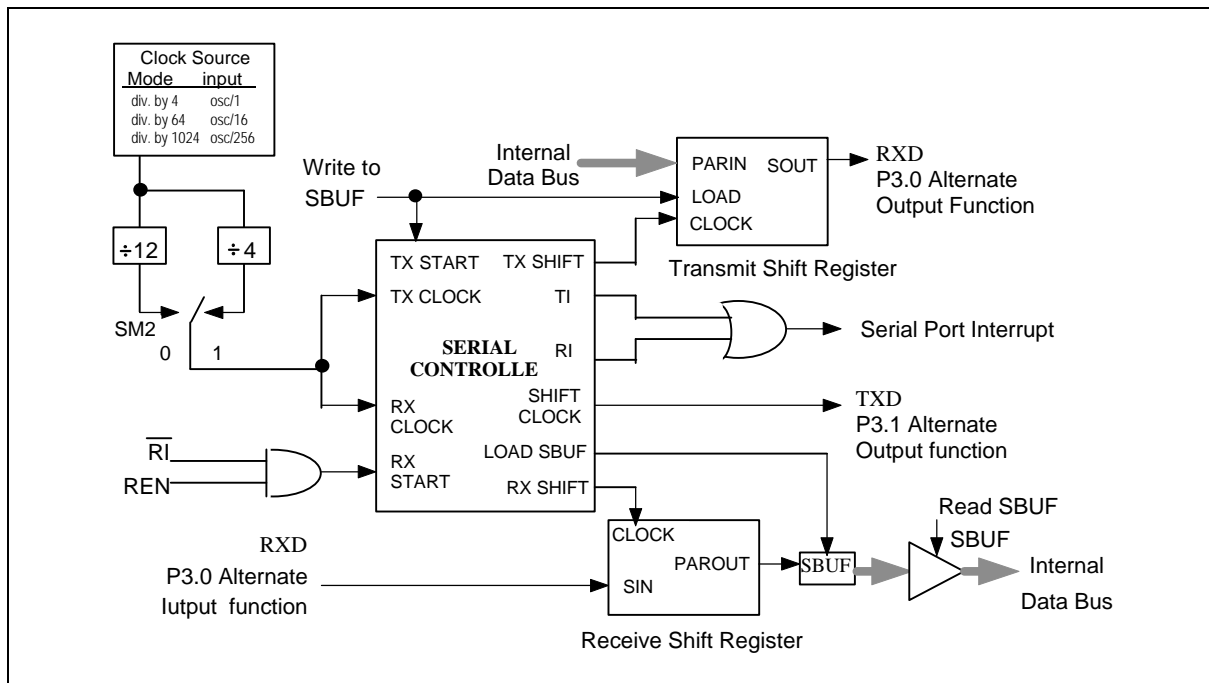 Clock Source
Mode input
div. by 4 osc/1
div. by 64 osc/16
div. by 1024 osc/256
÷12
÷4
SM2
0 1
Write to
SBUF
Internal
Data Bus
PARIN SOUT
LOAD
CLOCK
Transmit Shift Register
RXD
P3.0 Alternate
Output Function
TX START TX SHIFT
TX CLOCK TI
SERIAL
CONTROLLE
RI
RX
CLOCK
SHIFT
CLOCK
LOAD SBUF
RX
START
RX SHIFT
Serial Port Interrupt
TXD
P3.1 Alternate
Output function
RI
REN
RXD
P3.0 Alternate
Iutput function
CLOCK
PAROUT
SIN
Receive Shift Register
SBUF
Read SBUF
SBUF
Internal
Data Bus